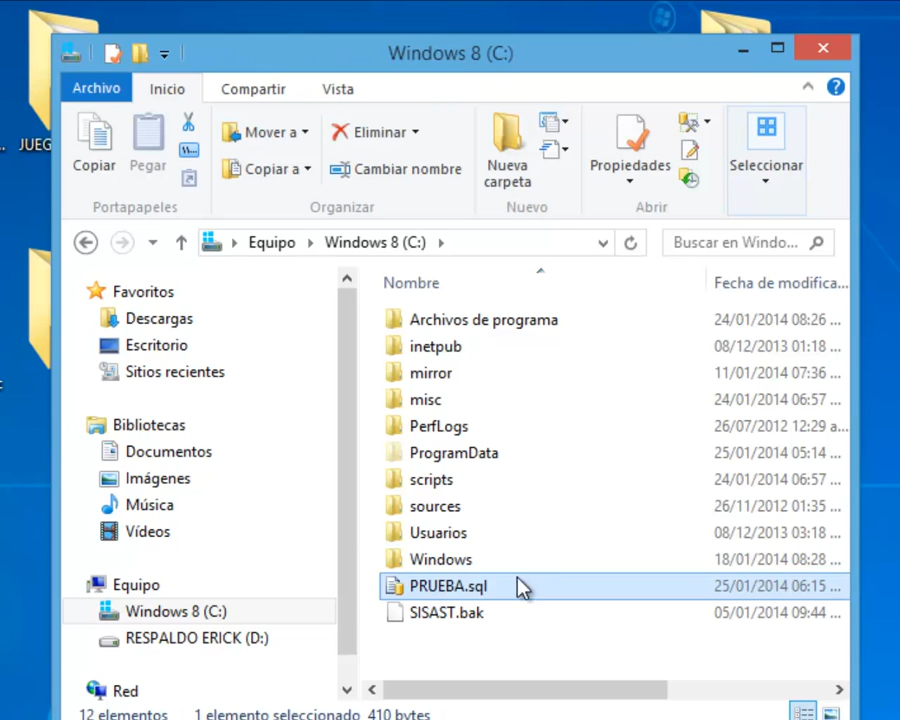 JUEG
Windows 8 (C:)
Archivo
Inicio
Compartir
Vista
Copiar
Pegar
W...
Mover a
Copiar a
Eliminar
Cambiar nombre
Nueva
carpeta
Propiedades
Seleccionar
Portapapeles
Organizar
Nuevo
Abrir
Equipo
Windows 8 (C:)
Buscar en Windo...
Nombre
Fecha de modifica...
Favoritos
Descargas
Escritorio
Sitios recientes
Bibliotecas
Documentos
Imágenes
Música
Vídeos
Equipo
Windows 8 (C:)
RESPALDO ERICK (D:)
Red
Archivos de programa 24/01/2014 08:26 ...
inetpub 08/12/2013 01:18 ...
mirror 11/01/2014 07:36 ...
misc 24/01/2014 06:57 ...
PerfLogs 26/07/2012 12:29 a...
ProgramData 25/01/2014 05:14 ...
scripts 24/01/2014 06:57 ...
sources 26/11/2012 01:35 ...
Usuarios 08/12/2013 03:18 ...
Windows 18/01/2014 08:28 ...
PRUEBA.sql 25/01/2014 06:15 ...
SISAST.bak 05/01/2014 09:44 ...
12 elementos 1 elemento seleccionado 410 bytes